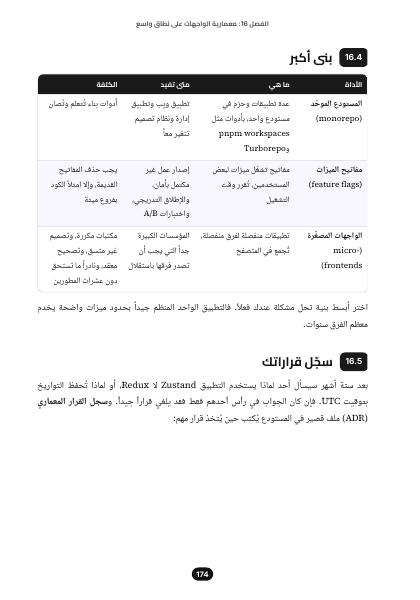 الفصل 16: معمارية الواجهات على نطاق واسع
16.4 بنى أكبر
الأداة ما هي متى تفيد الكلفة
المستودع الموحّد عدة تطبيقات وحزم في تطبيق ويب وتطبيق أدوات بناء تُتعلم وتُصان
(monorepo) مستودع واحد، بأدوات مثل إدارة ونظام تصميم
pnpm workspaces تتغير معاً
وTurborepo
مفاتيح الميزات مفاتيح تشغّل ميزات لبعض إصدار عمل غير يجب حذف المفاتيح
(feature flags) المستخدمين، تُقرر وقت مكتمل بأمان، القديمة، وإلا امتلأ الكود
التشغيل والإطلاق التدريجي، بفروع ميتة
واختبارات A/B
الواجهات المصغّرة تطبيقات منفصلة لفرق منفصلة، المؤسسات الكبيرة مكتبات مكررة، وتصميم
(micro- تُجمع في المتصفح جداً التي يجب أن غير متسق، وتصحيح
frontends) تصدر فرقها باستقلال معقد، ونادراً ما تستحق
دون عشرات المطورين
اختر أبسط بنية تحل مشكلة عندك فعلاً. فالتطبيق الواحد المنظم جيداً بحدود ميزات واضحة يخدم
معظم الفرق سنوات.
16.5 سجّل قراراتك
بعد ستة أشهر سيسأل أحد لماذا يستخدم التطبيق Zustand لا Redux، أو لماذا تُحفظ التواريخ
بتوقيت UTC. فإن كان الجواب في رأس أحدهم فقط فقد يلغي قراراً جيداً. وسجل القرار المعماري
(ADR) ملف قصير في المستودع يُكتب حين يُتخذ قرار مهم:
174